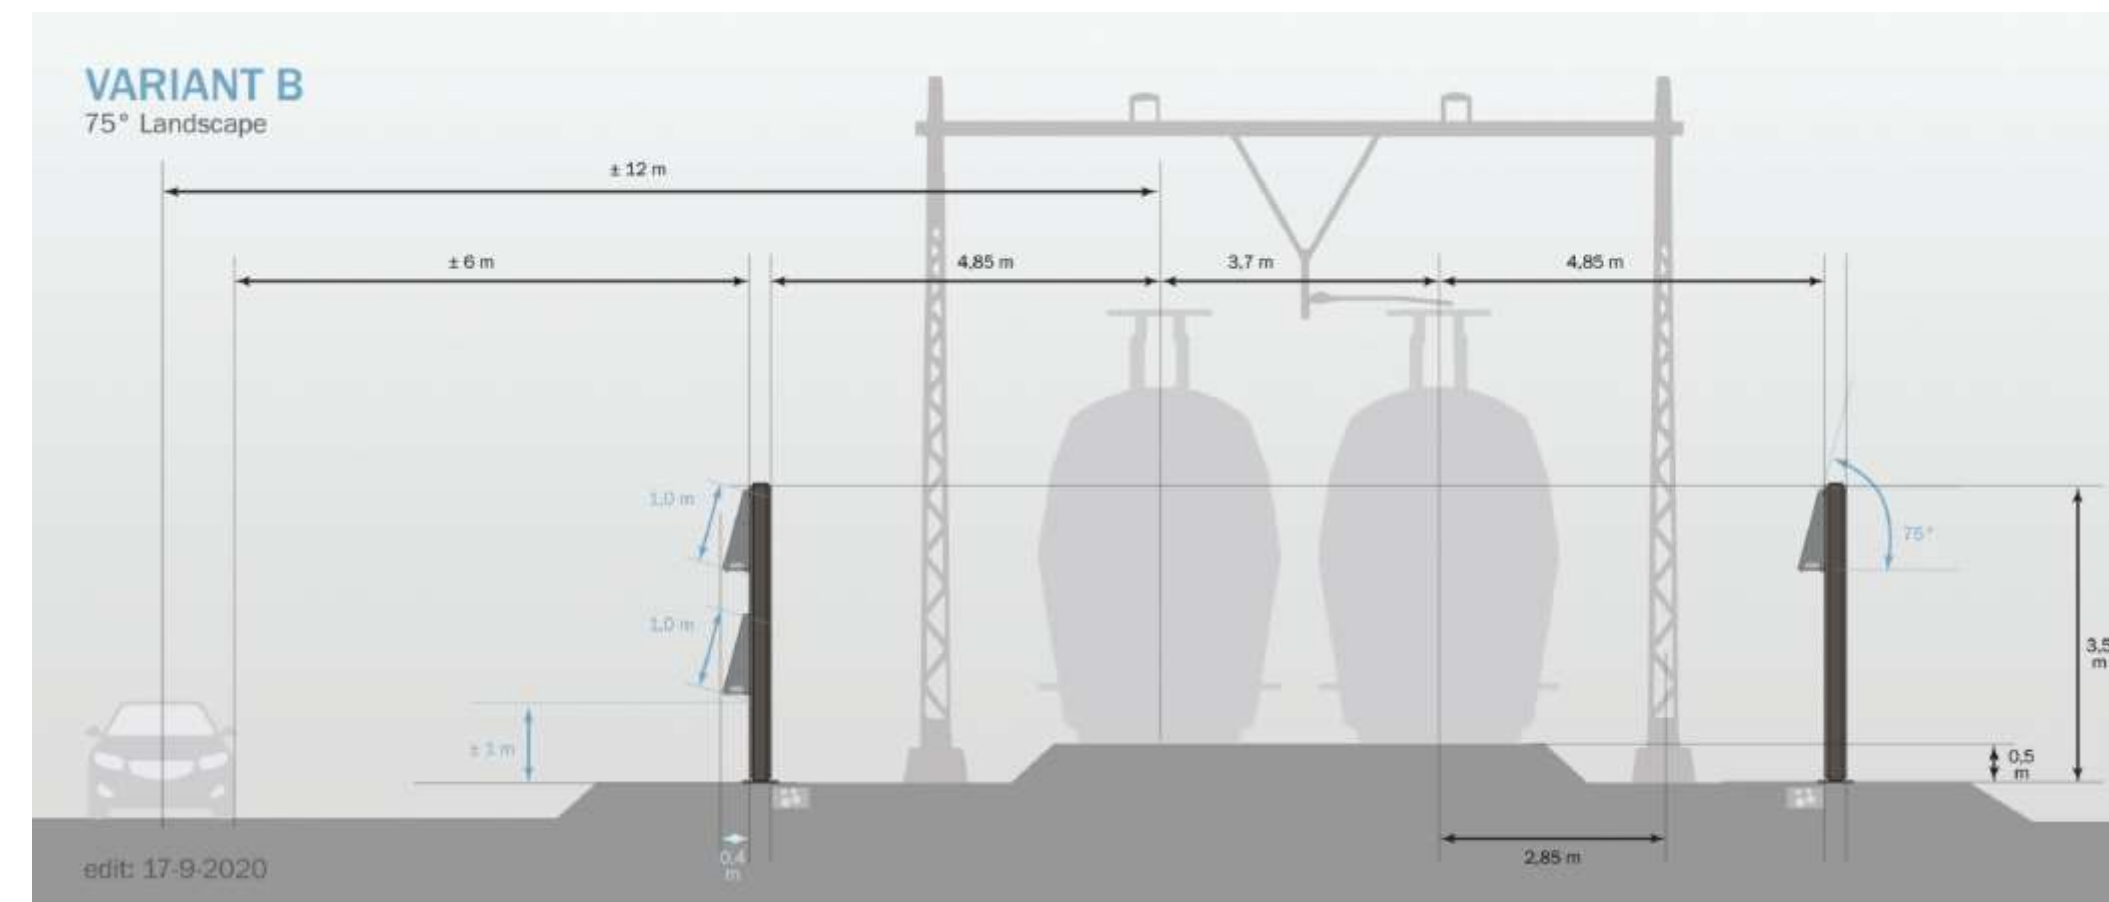 VARIANT B
75° Landscape
± 12 m
± 6 m
4,85 m
3,7 m
4,85 m
1,0 m
75°
1,0 m
3,5
m
± 1 m
0,5
m
0,4
m
2,85 m
edit: 17-9-2020